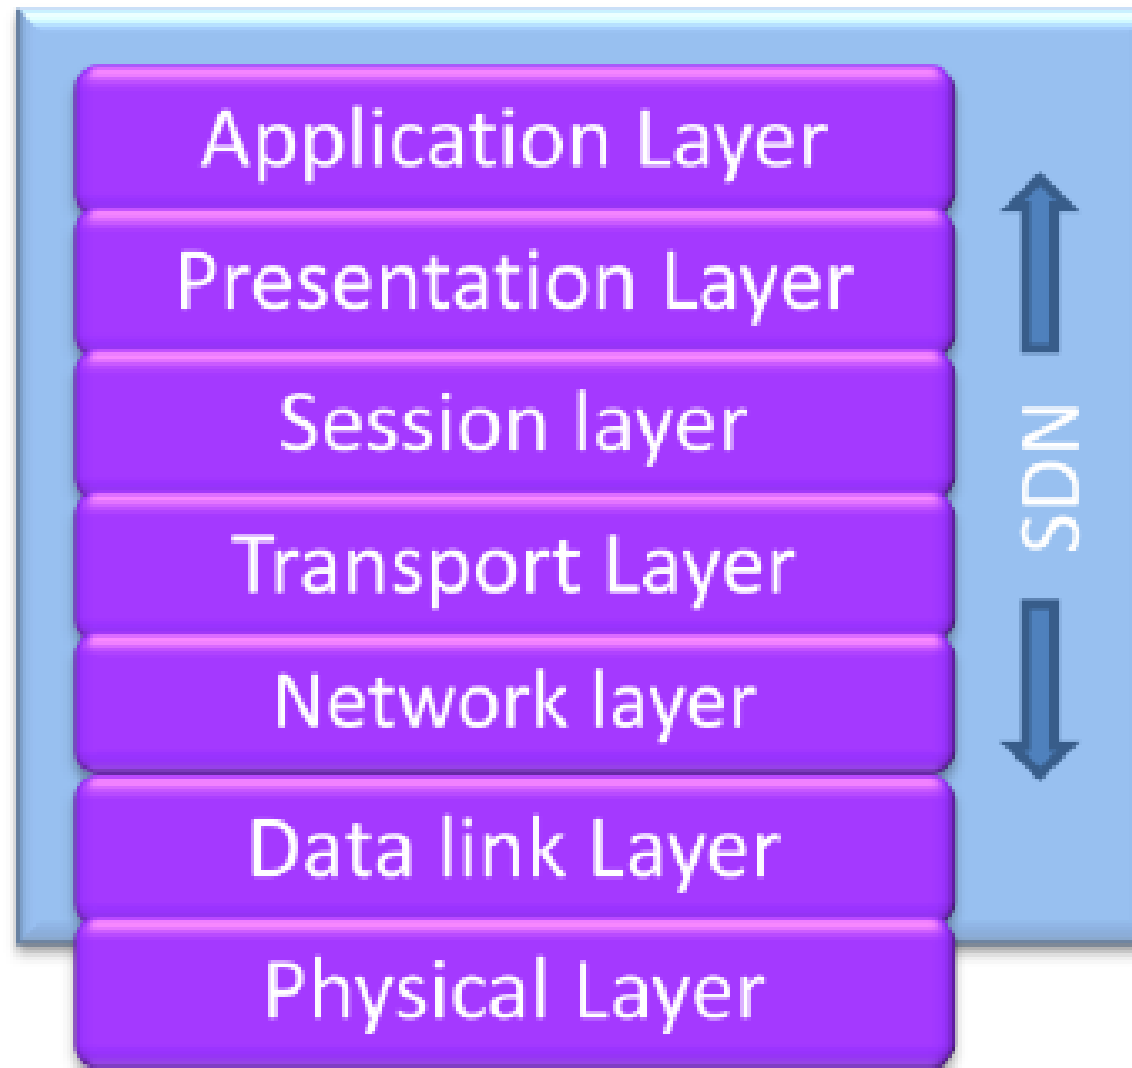 Application Layer
Presentation Layer
Session layer
Transport Layer
Network layer
Data link Layer
Physical Layer
SDN